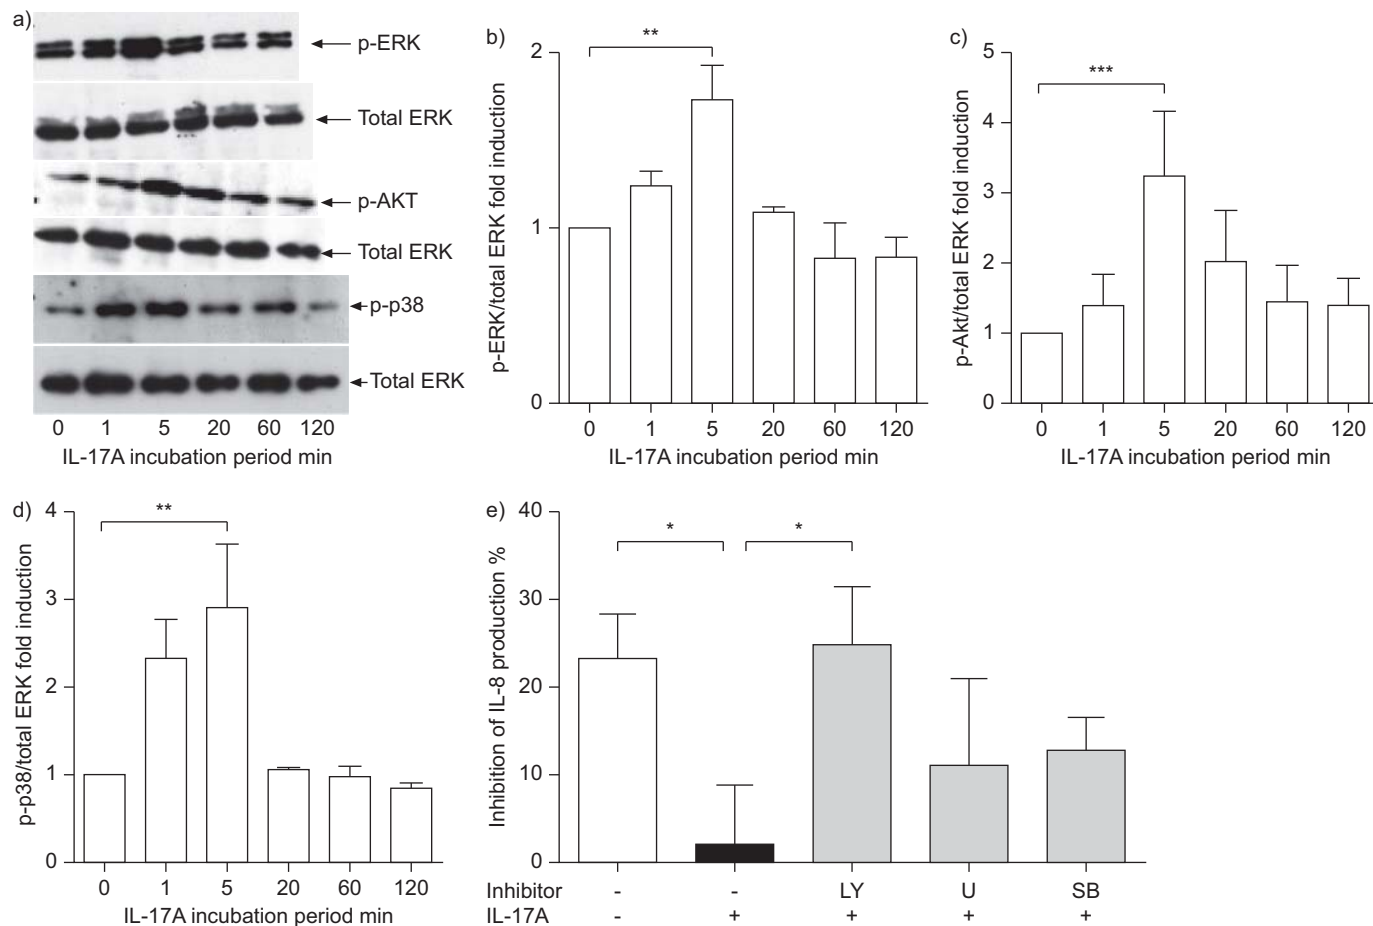 a)
p-ERK
Total ERK
p-AKT
Total ERK
p-p38
Total ERK
0 1 5 20 60 120
IL-17A incubation period min
b)
**
2
1
0
p-ERK/total ERK fold induction
0 1 5 20 60 120
IL-17A incubation period min
c)
***
5
4
3
2
1
0
p-Akt/total ERK fold induction
0 1 5 20 60 120
IL-17A incubation period min
d)
**
4
3
2
1
0
p-p38/total ERK fold induction
0 1 5 20 60 120
IL-17A incubation period min
e)
* *
40
30
20
10
0
Inhibition of IL-8 production %
Inhibitor - - LY U SB
IL-17A - + + + +